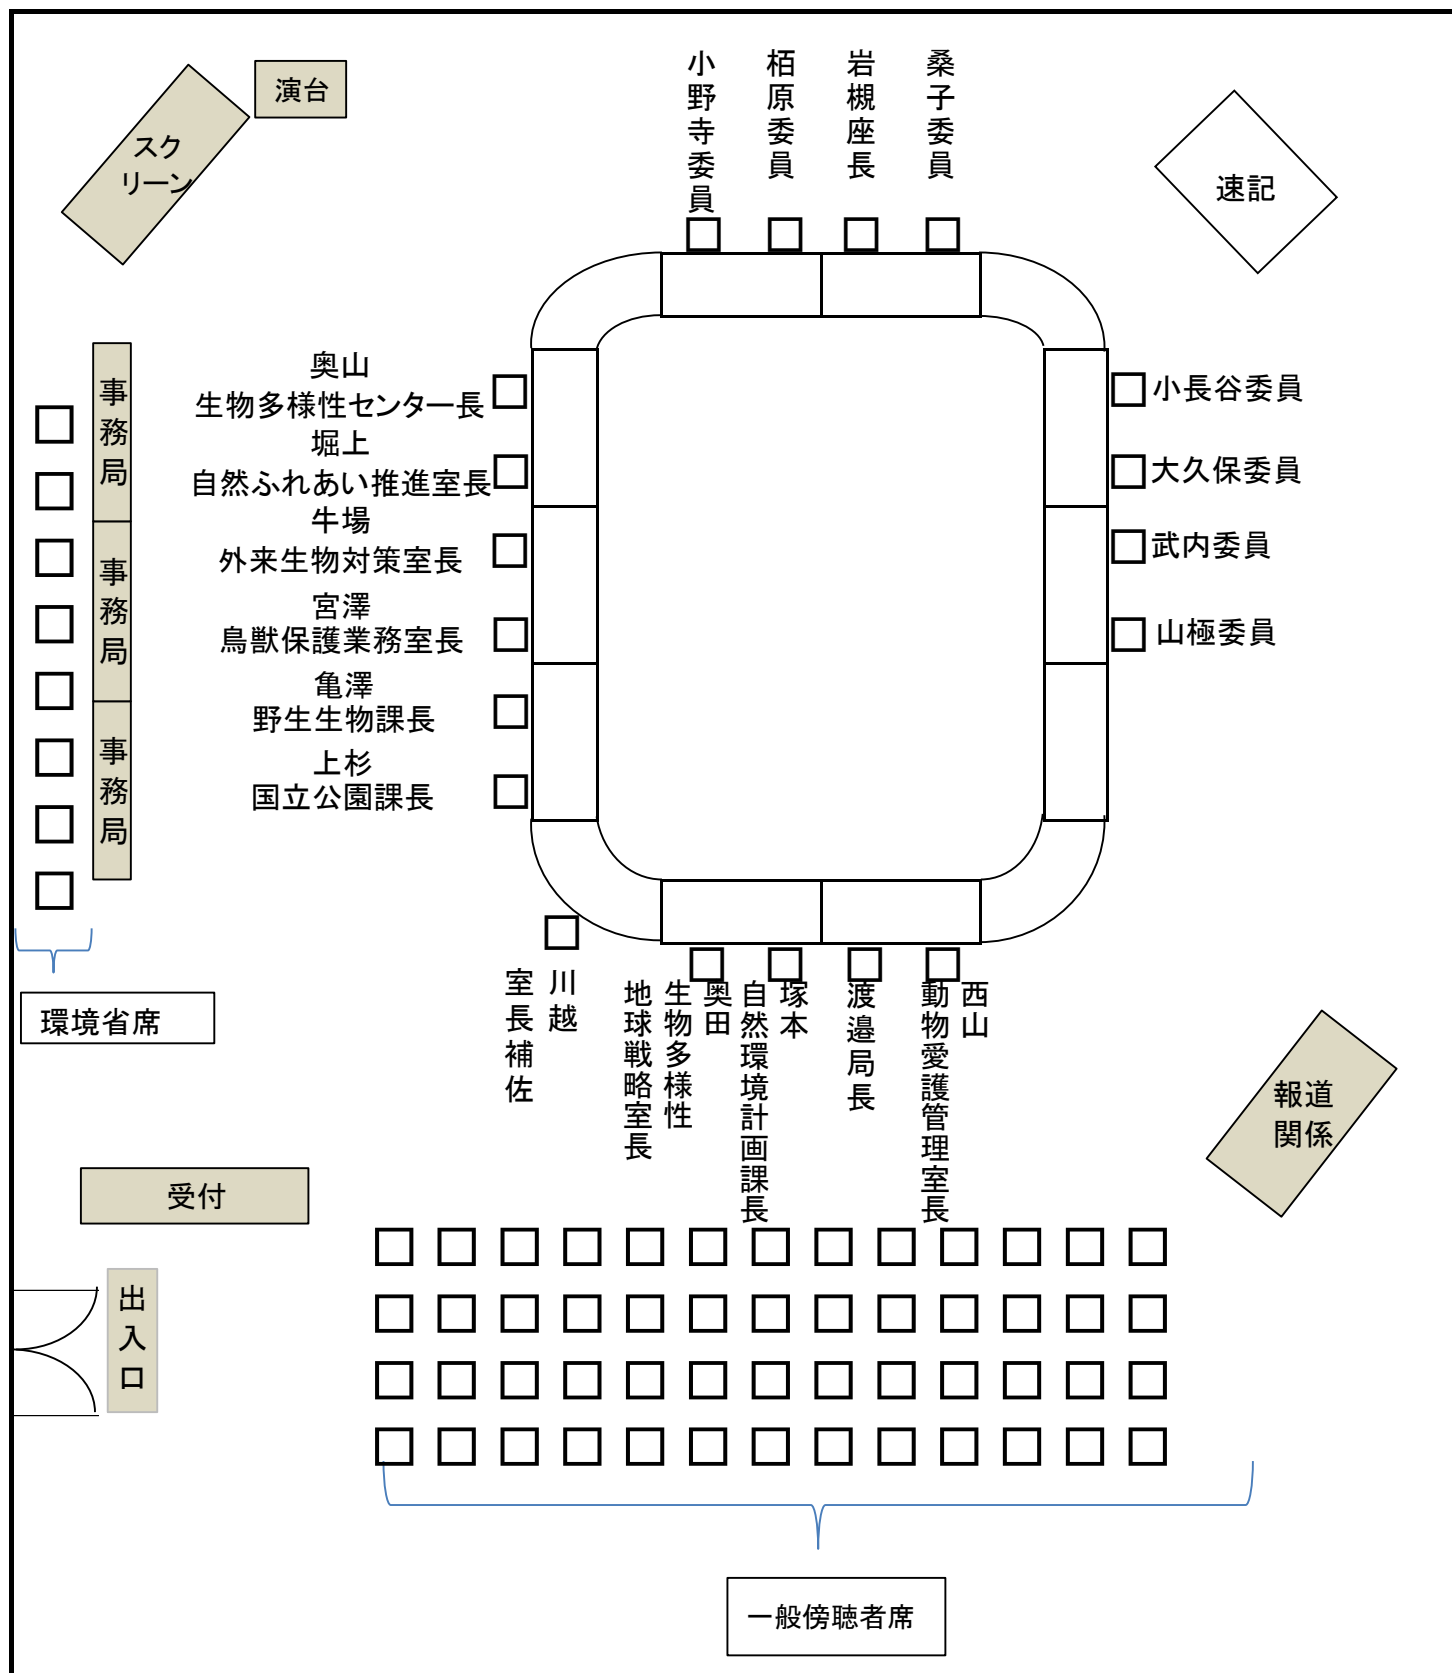 演台
スク
リーン
小野寺委員
栢原委員
岩槻座長
桑子委員
速記
事務局
事務局
事務局
奥山
生物多様性センター長
堀上
自然ふれあい推進室長
牛場
外来生物対策室長
宮澤
鳥獣保護業務室長
亀澤
野生生物課長
上杉
国立公園課長
小長谷委員
大久保委員
武内委員
山極委員
環境省席
川越
室長補佐
奥田
生物多様性
地球戦略室長
塚本
自然環境計画課長
渡邉局長
西山
動物愛護管理室長
報道
関係
受付
出入口
一般傍聴者席